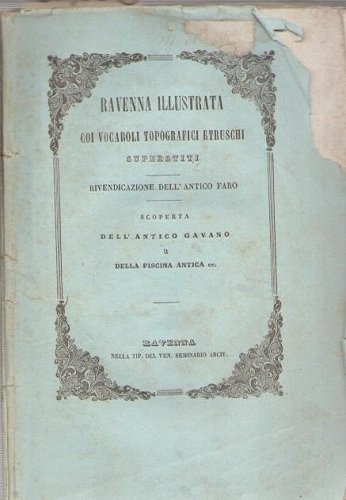 RAVENNA ILLUSTRATA
COI VOCABOLI TOPOGRAFICI ETRUSCHI
SUPERSTITI
RIVENDICAZIONE DELL' ANTICO FARO
SCOPERTA
DELL' ANTICO GAVANO
E
DELLA PISCINA ANTICA ec.
RAVENNA
NELLA TIP. DEL VEN. SEMINARIO ARCIV.